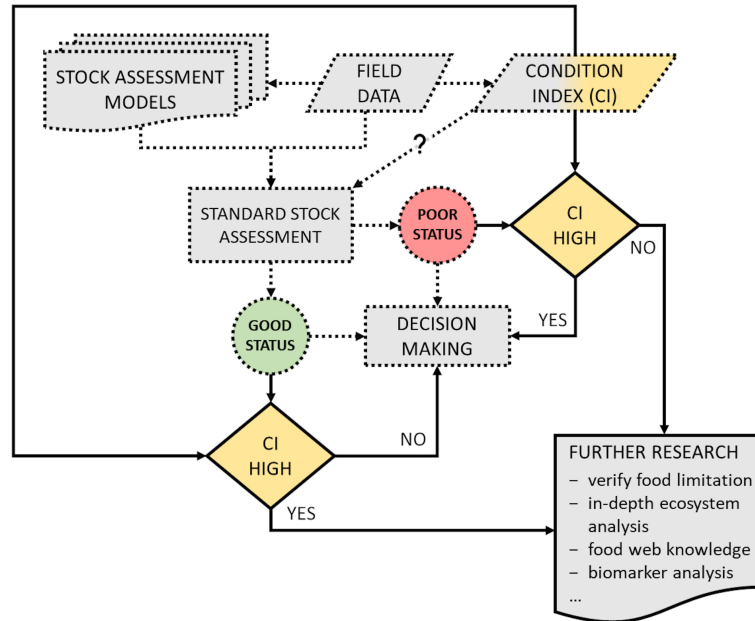 STOCK ASSESSMENT
MODELS
FIELD
DATA
CONDITION
INDEX (CI)
?
STANDARD STOCK
ASSESSMENT
POOR
STATUS
CI
HIGH
NO
YES
GOOD
STATUS
DECISION
MAKING
CI
HIGH
NO
YES
FURTHER RESEARCH
– verify food limitation
– in-depth ecosystem
analysis
– food web knowledge
– biomarker analysis
...